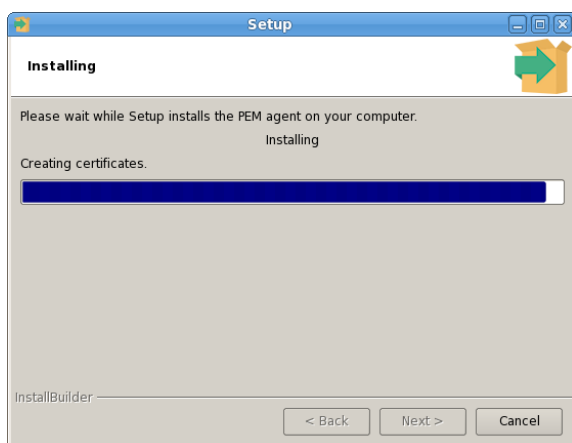 Setup
Installing
Please wait while Setup installs the PEM agent on your computer.
Installing
Creating certificates.
InstallBuilder
< Back
Next >
Cancel